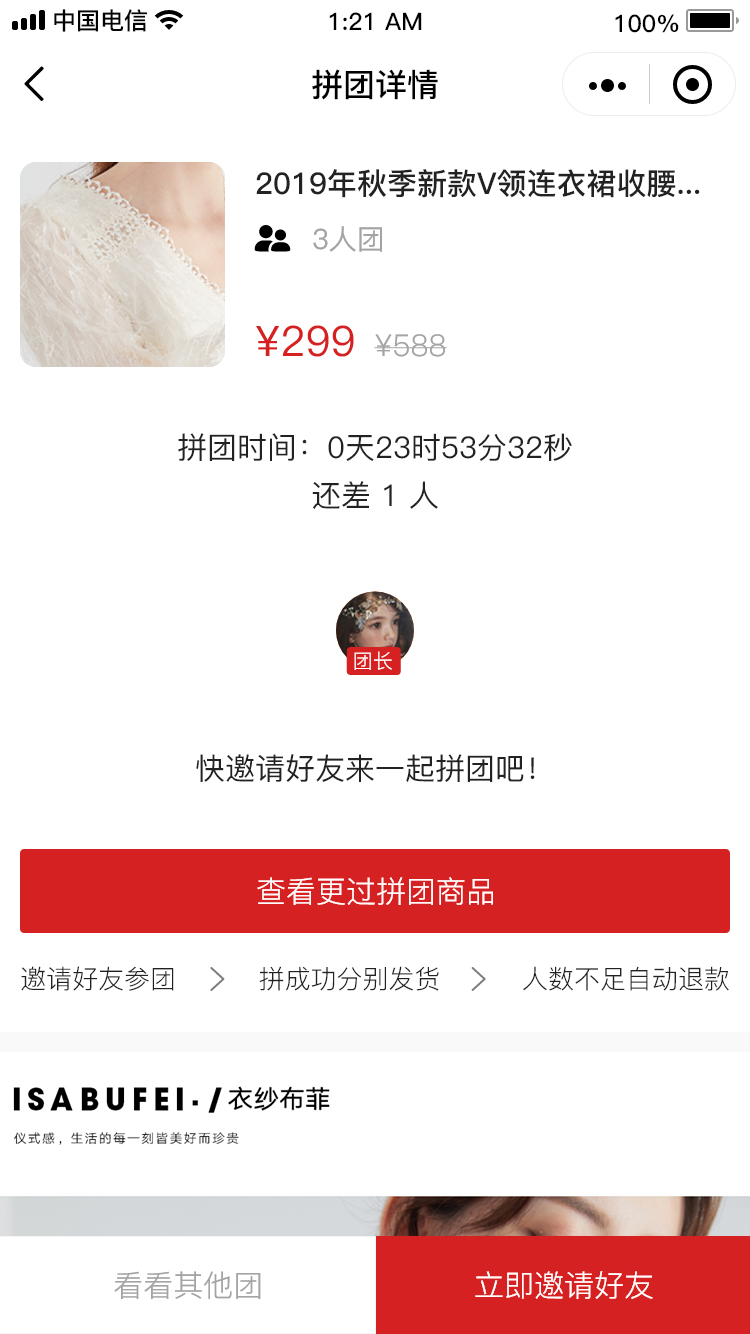 中国电信 1:21 AM 100%
拼团详情
2019年秋季新款V领连衣裙收腰...
3人团
¥299 ¥588
拼团时间：0天23时53分32秒
还差 1 人
团长
快邀请好友来一起拼团吧！
查看更过拼团商品
邀请好友参团 > 拼成功分别发货 > 人数不足自动退款
ISABUFEI· / 衣纱布菲
仪式感，生活的每一刻皆美好而珍贵
看看其他团 立即邀请好友